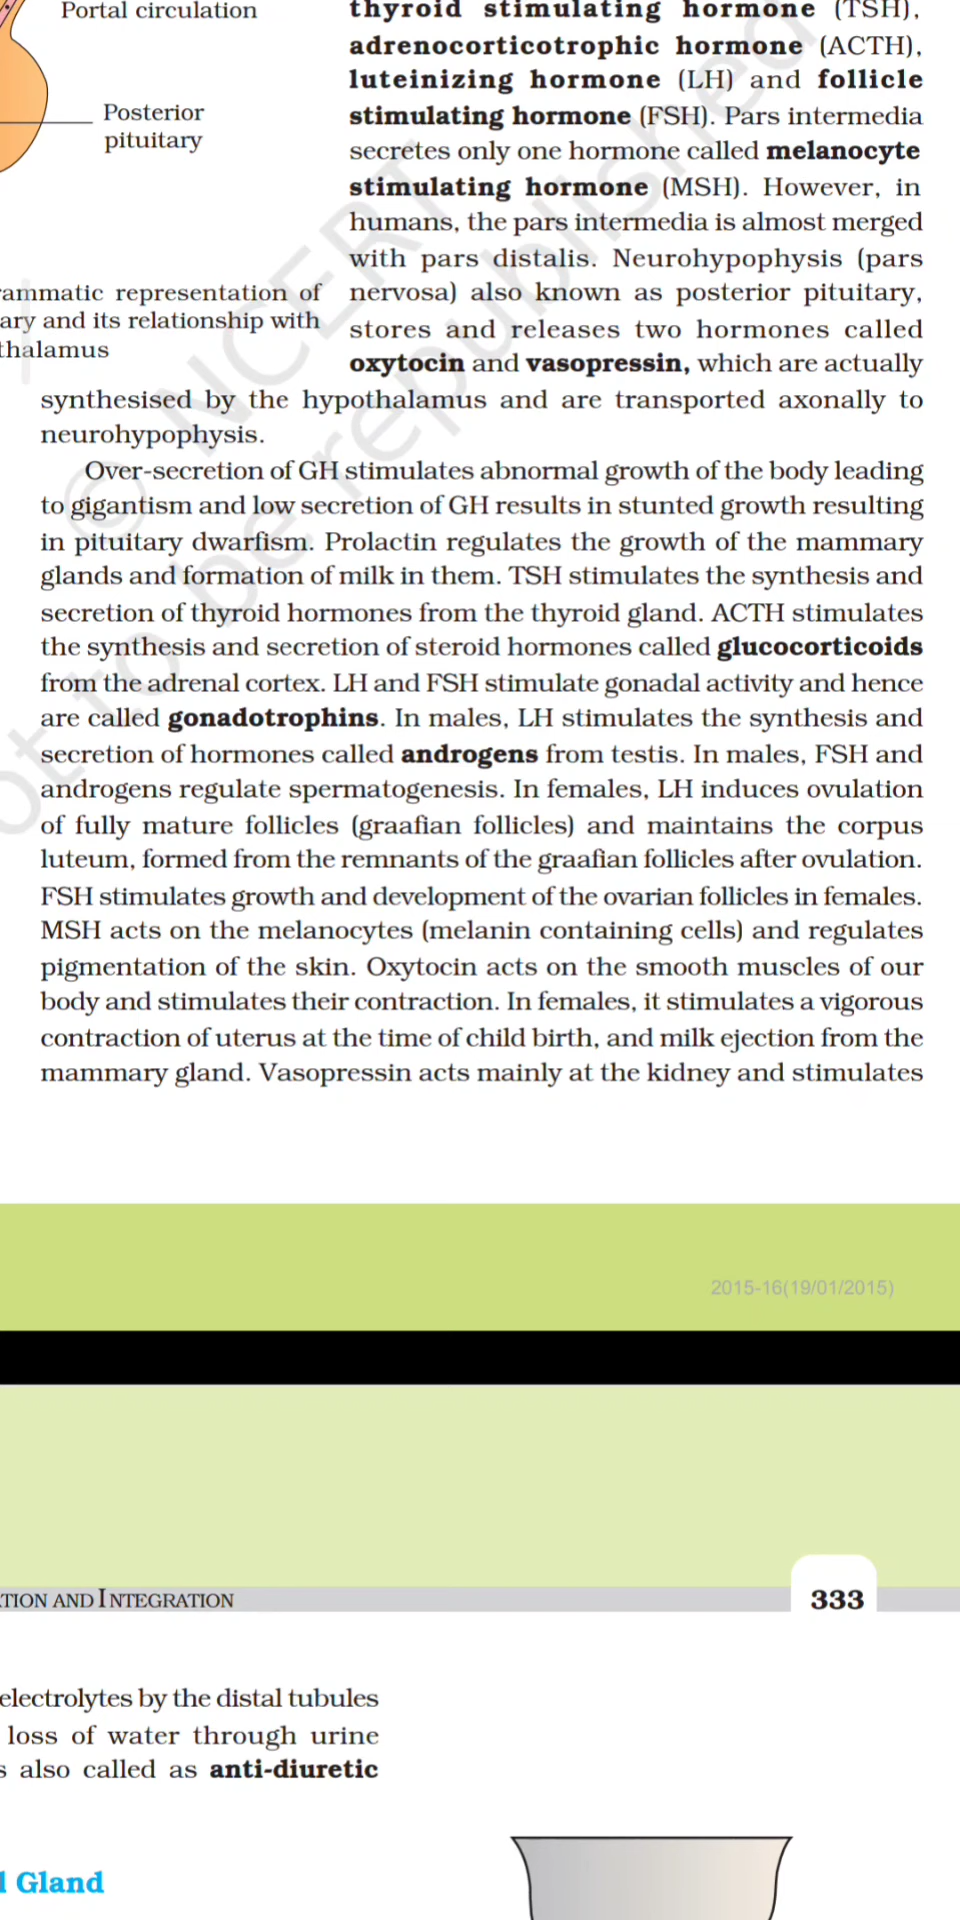 Portal circulation
Posterior
pituitary
ammatic representation of
ary and its relationship with
thalamus
thyroid stimulating hormone (TSH),
adrenocorticotrophic hormone (ACTH),
luteinizing hormone (LH) and follicle
stimulating hormone (FSH). Pars intermedia
secretes only one hormone called melanocyte
stimulating hormone (MSH). However, in
humans, the pars intermedia is almost merged
with pars distalis. Neurohypophysis (pars
nervosa) also known as posterior pituitary,
stores and releases two hormones called
oxytocin and vasopressin, which are actually
synthesised by the hypothalamus and are transported axonally to
neurohypophysis.
Over-secretion of GH stimulates abnormal growth of the body leading
to gigantism and low secretion of GH results in stunted growth resulting
in pituitary dwarfism. Prolactin regulates the growth of the mammary
glands and formation of milk in them. TSH stimulates the synthesis and
secretion of thyroid hormones from the thyroid gland. ACTH stimulates
the synthesis and secretion of steroid hormones called glucocorticoids
from the adrenal cortex. LH and FSH stimulate gonadal activity and hence
are called gonadotrophins. In males, LH stimulates the synthesis and
secretion of hormones called androgens from testis. In males, FSH and
androgens regulate spermatogenesis. In females, LH induces ovulation
of fully mature follicles (graafian follicles) and maintains the corpus
luteum, formed from the remnants of the graafian follicles after ovulation.
FSH stimulates growth and development of the ovarian follicles in females.
MSH acts on the melanocytes (melanin containing cells) and regulates
pigmentation of the skin. Oxytocin acts on the smooth muscles of our
body and stimulates their contraction. In females, it stimulates a vigorous
contraction of uterus at the time of child birth, and milk ejection from the
mammary gland. Vasopressin acts mainly at the kidney and stimulates
© NCERT
ot to be republished
2015-16(19/01/2015)
TION AND INTEGRATION
333
electrolytes by the distal tubules
loss of water through urine
s also called as anti-diuretic
l Gland